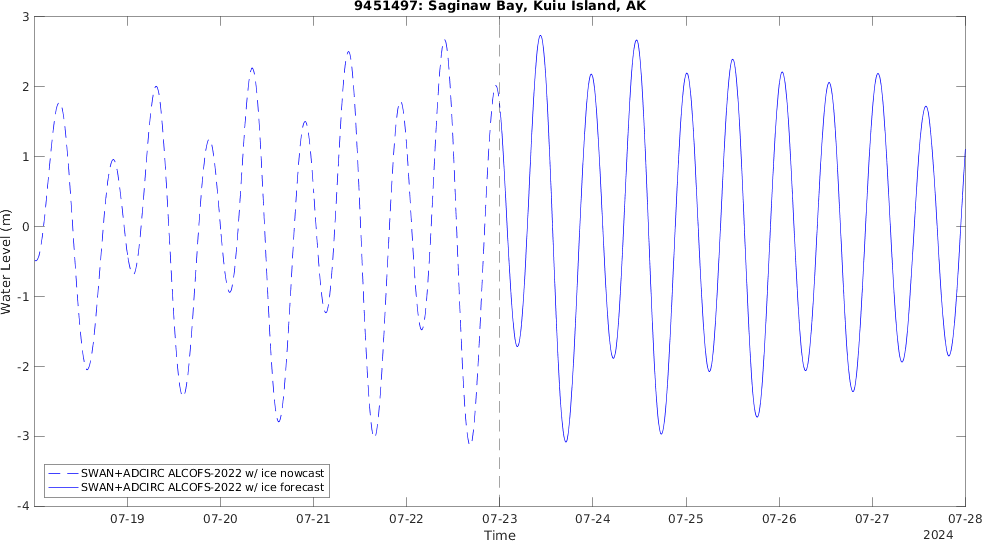 9451497: Saginaw Bay, Kuiu Island, AK
Water Level (m)
3
2
1
0
-1
-2
-3
-4
SWAN+ADCIRC ALCOFS-2022 w/ ice nowcast
SWAN+ADCIRC ALCOFS-2022 w/ ice forecast
07-19 07-20 07-21 07-22 07-23 07-24 07-25 07-26 07-27 07-28
Time
2024